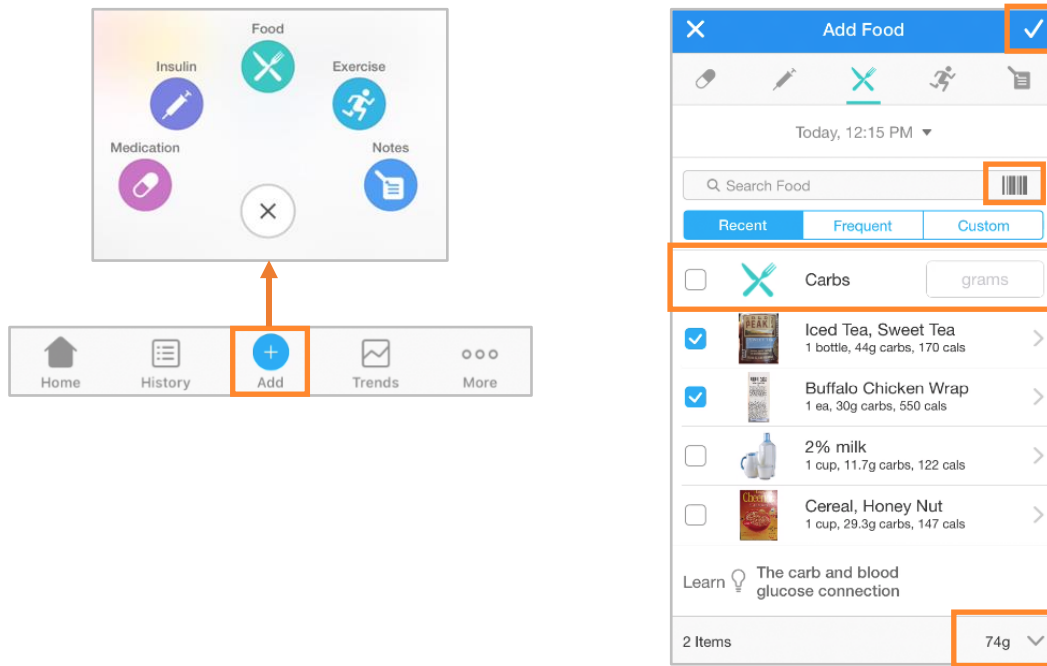 Food
Insulin
Exercise
Medication
Notes
Home
History
Add
Trends
More
Add Food
Today, 12:15 PM
Search Food
Recent
Frequent
Custom
Carbs
grams
Iced Tea, Sweet Tea
1 bottle, 44g carbs, 170 cals
Buffalo Chicken Wrap
1 ea, 30g carbs, 550 cals
2% milk
1 cup, 11.7g carbs, 122 cals
Cereal, Honey Nut
1 cup, 29.3g carbs, 147 cals
Learn
The carb and blood
glucose connection
2 Items
74g